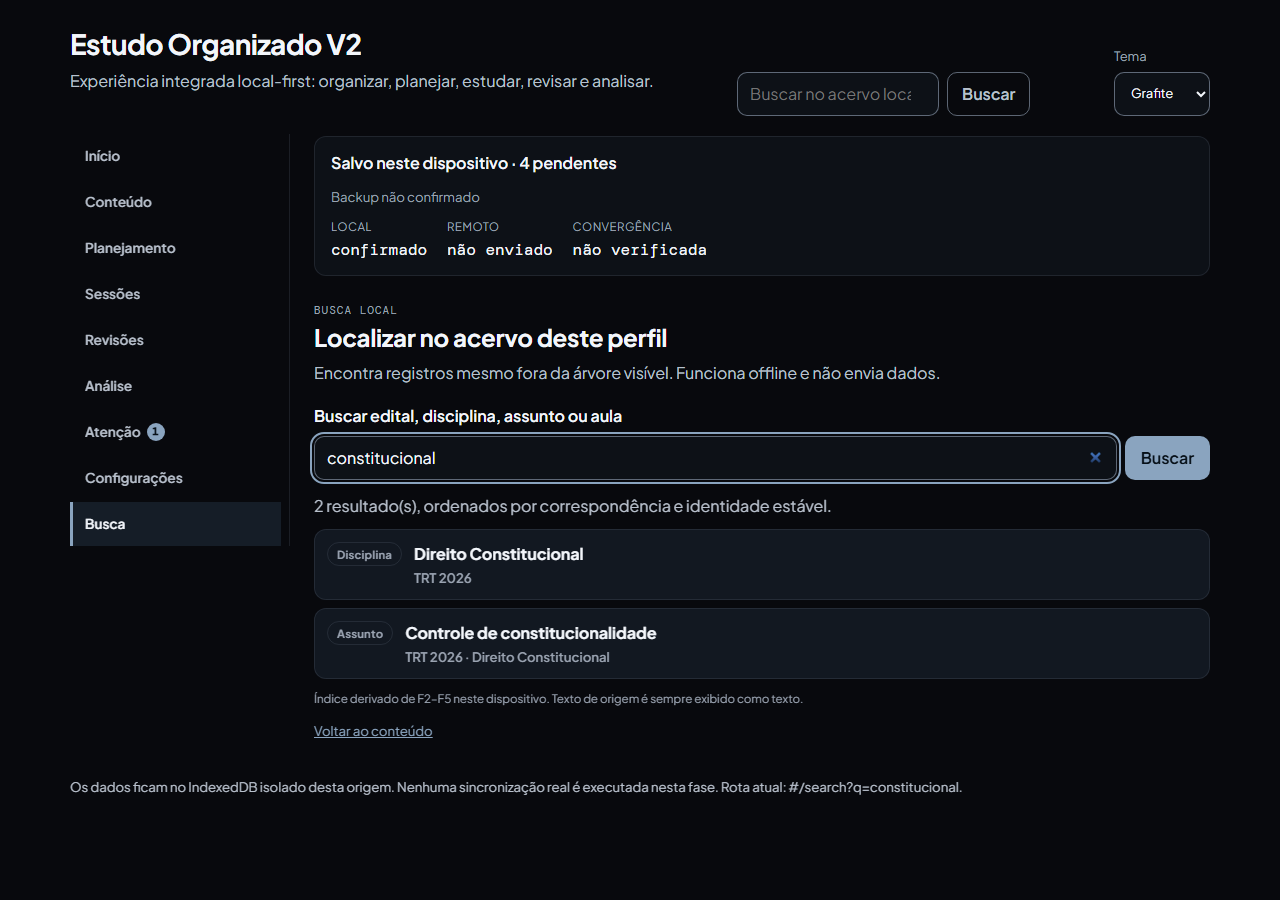 Estudo Organizado V2
Experiência integrada local-first: organizar, planejar, estudar, revisar e analisar.
Buscar no acervo loca
Buscar
Tema
Grafite
Início
Conteúdo
Planejamento
Sessões
Revisões
Análise
Atenção 1
Configurações
Busca
Salvo neste dispositivo · 4 pendentes
Backup não confirmado
LOCAL REMOTO CONVERGÊNCIA
confirmado não enviado não verificada
BUSCA LOCAL
Localizar no acervo deste perfil
Encontra registros mesmo fora da árvore visível. Funciona offline e não envia dados.
Buscar edital, disciplina, assunto ou aula
constitucional
Buscar
2 resultado(s), ordenados por correspondência e identidade estável.
Disciplina Direito Constitucional
TRT 2026
Assunto Controle de constitucionalidade
TRT 2026 · Direito Constitucional
Índice derivado de F2–F5 neste dispositivo. Texto de origem é sempre exibido como texto.
Voltar ao conteúdo
Os dados ficam no IndexedDB isolado desta origem. Nenhuma sincronização real é executada nesta fase. Rota atual: #/search?q=constitucional.